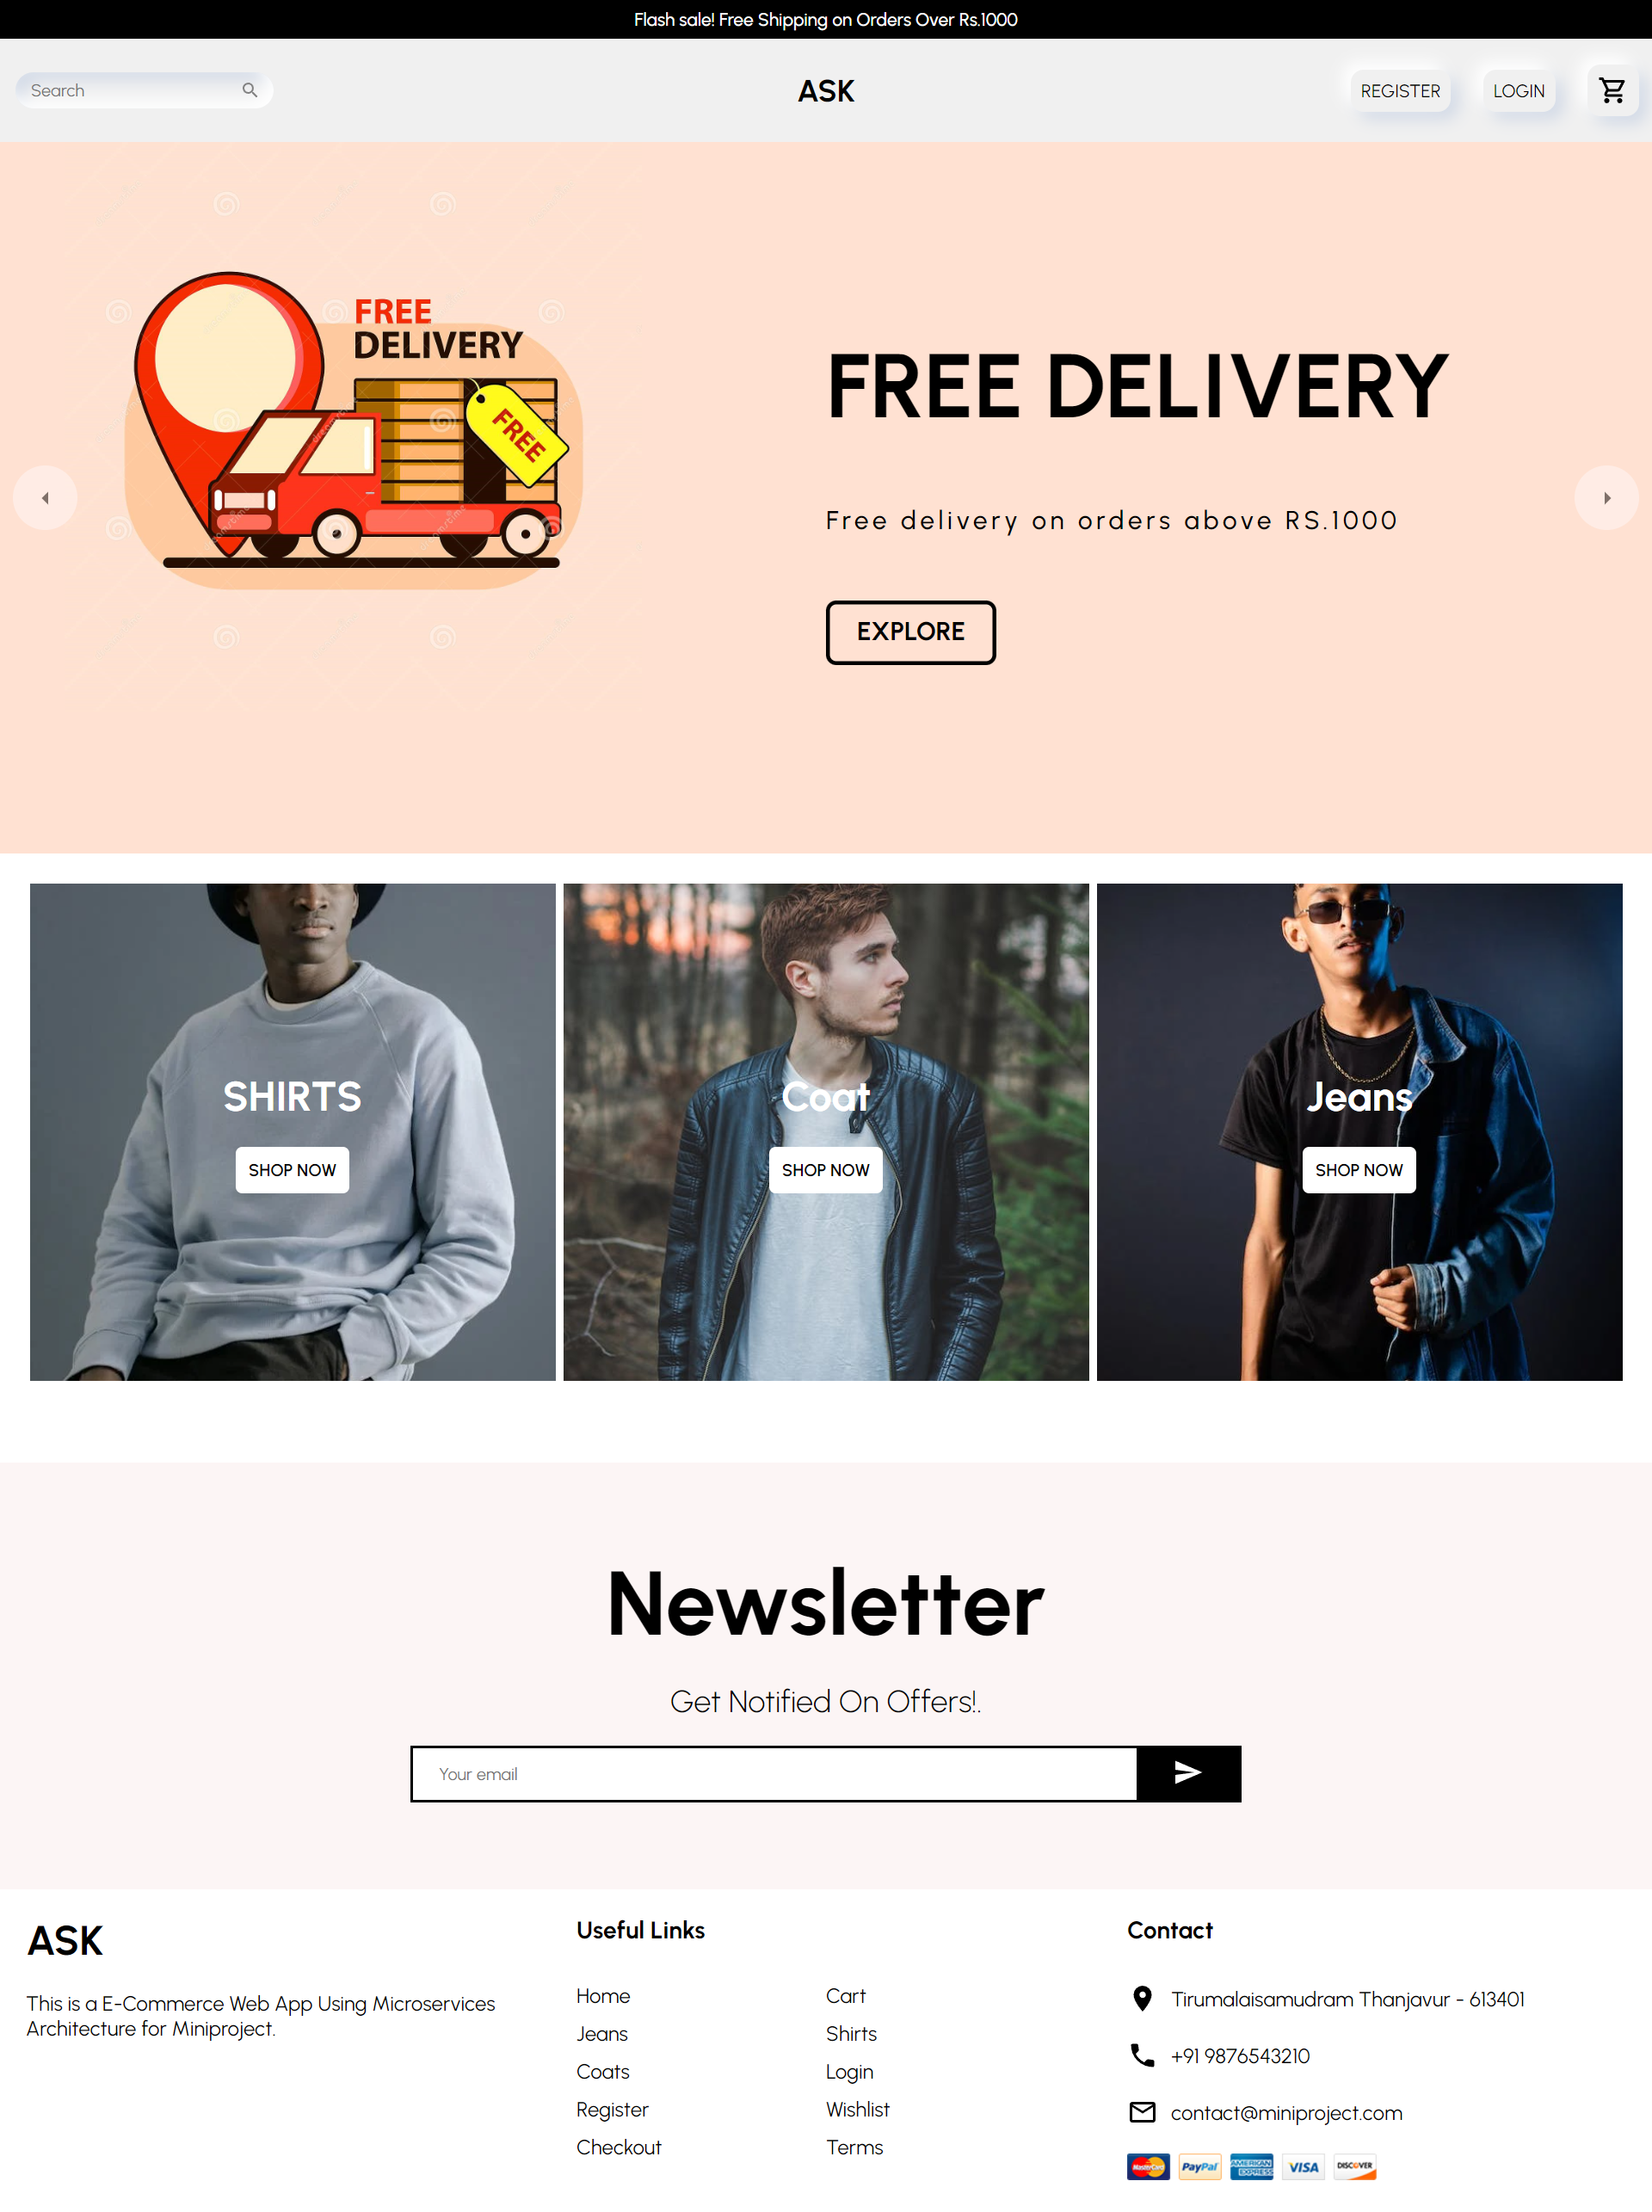 Flash sale! Free Shipping on Orders Over Rs.1000
Search
ASK
REGISTER
LOGIN
FREE
DELIVERY
FREE
FREE DELIVERY
Free delivery on orders above RS.1000
EXPLORE
SHIRTS
SHOP NOW
Coat
SHOP NOW
Jeans
SHOP NOW
Newsletter
Get Notified On Offers!.
Your email
ASK
This is a E-Commerce Web App Using Microservices
Architecture for Miniproject.
Useful Links
Home
Cart
Jeans
Shirts
Coats
Login
Register
Wishlist
Checkout
Terms
Contact
Tirumalaisamudram Thanjavur - 613401
+91 9876543210
contact@miniproject.com
MasterCard
PayPal
AMERICAN EXPRESS
VISA
DISCOVER